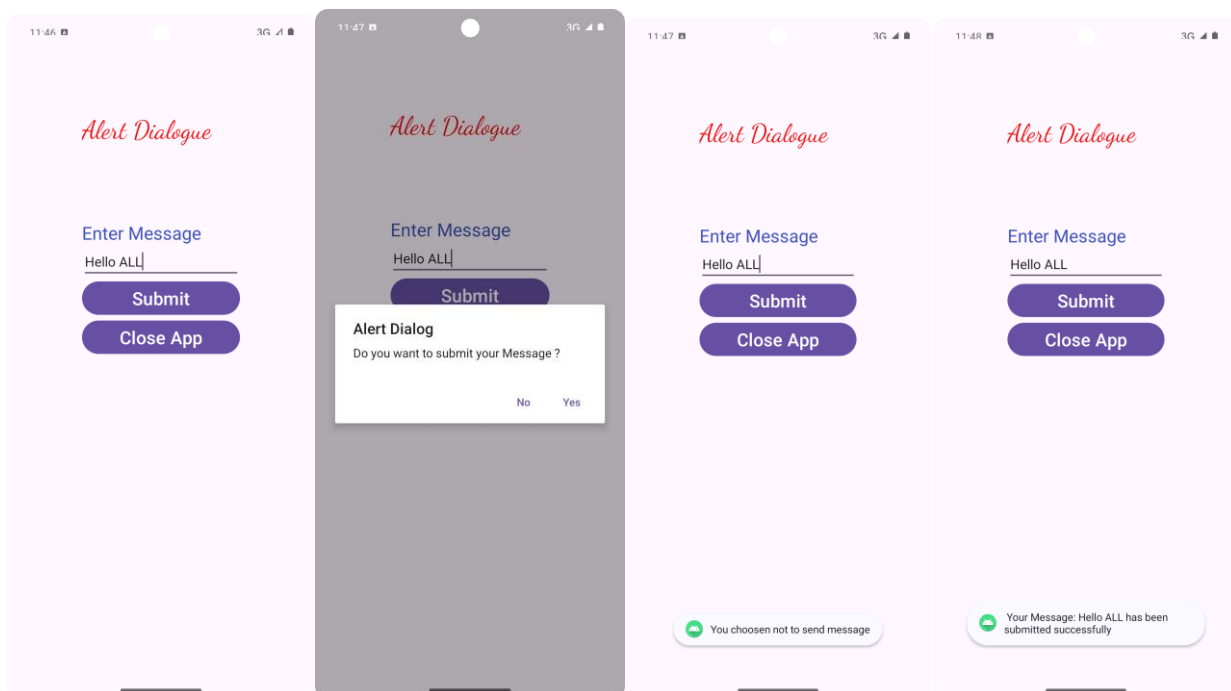 11:46
3G
Alert Dialogue
Enter Message
Hello ALL
Submit
Close App
11:47
3G
Alert Dialogue
Enter Message
Hello ALL
Submit
Alert Dialog
Do you want to submit your Message ?
No Yes
11:47
3G
Alert Dialogue
Enter Message
Hello ALL
Submit
Close App
You choosen not to send message
11:48
3G
Alert Dialogue
Enter Message
Hello ALL
Submit
Close App
Your Message: Hello ALL has been
submitted successfully